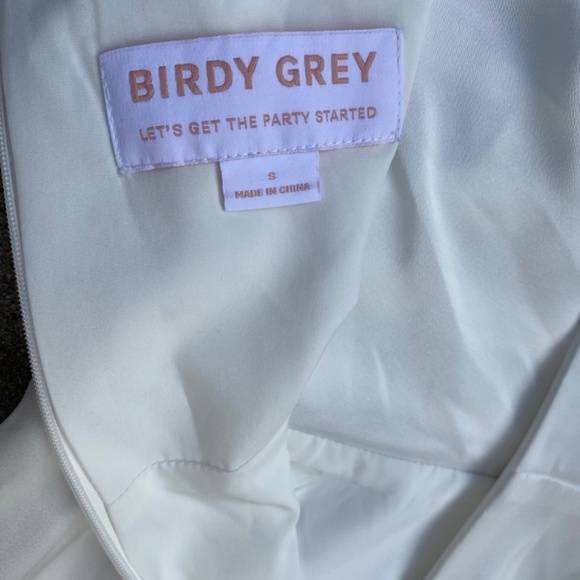 BIRDY GREY
LET'S GET THE PARTY STARTED
S
MADE IN CHINA